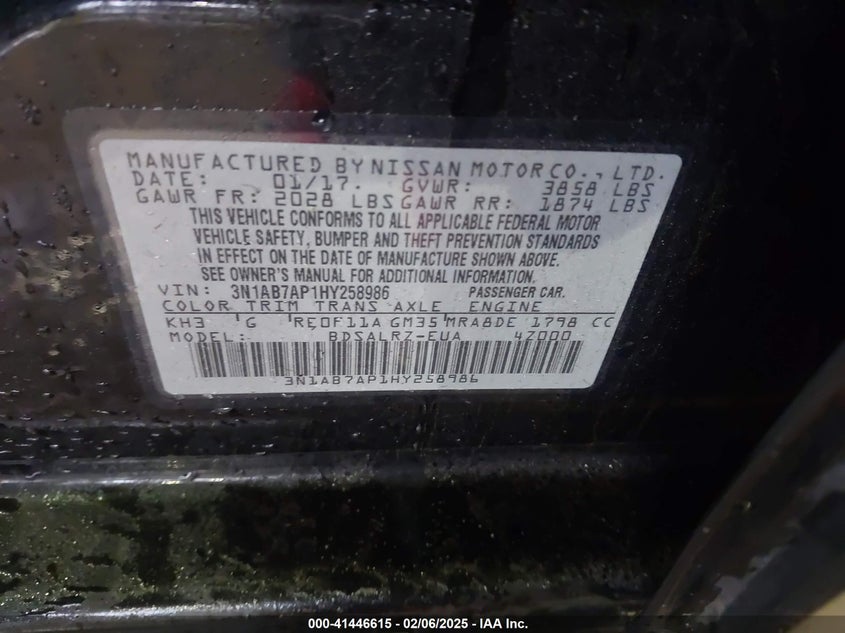 MANUFACTURED BY NISSAN MOTOR CO., LTD.
DATE: 01/17. GVWR: 3858 LBS
GAWR FR: 2028 LBS GAWR RR: 1874 LBS
THIS VEHICLE CONFORMS TO ALL APPLICABLE FEDERAL MOTOR
VEHICLE SAFETY, BUMPER AND THEFT PREVENTION STANDARDS
IN EFFECT ON THE DATE OF MANUFACTURE SHOWN ABOVE.
SEE OWNER'S MANUAL FOR ADDITIONAL INFORMATION.
VIN: 3N1AB7AP1HY258986 PASSENGER CAR.
COLOR TRIM TRANS AXLE ENGINE
KH3 'G 'RE0F11A GM35'MRA8DE 1798 CC
MODEL: BDSALRZ-EUA 4Z000
3N1AB7AP1HY258986
000-41446615 - 02/06/2025 - IAA Inc.